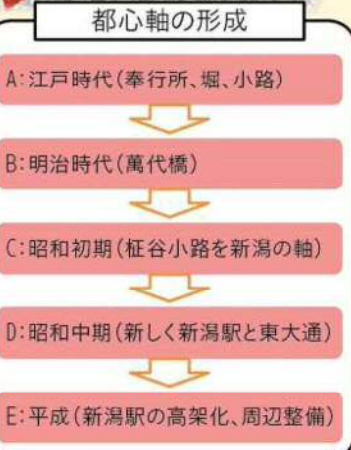 都心軸の形成
A:江戸時代(奉行所、堀、小路)
B:明治時代(萬代橋)
C:昭和初期(柾谷小路を新潟の軸)
D:昭和中期(新しく新潟駅と東大通)
E:平成(新潟駅の高架化、周辺整備)